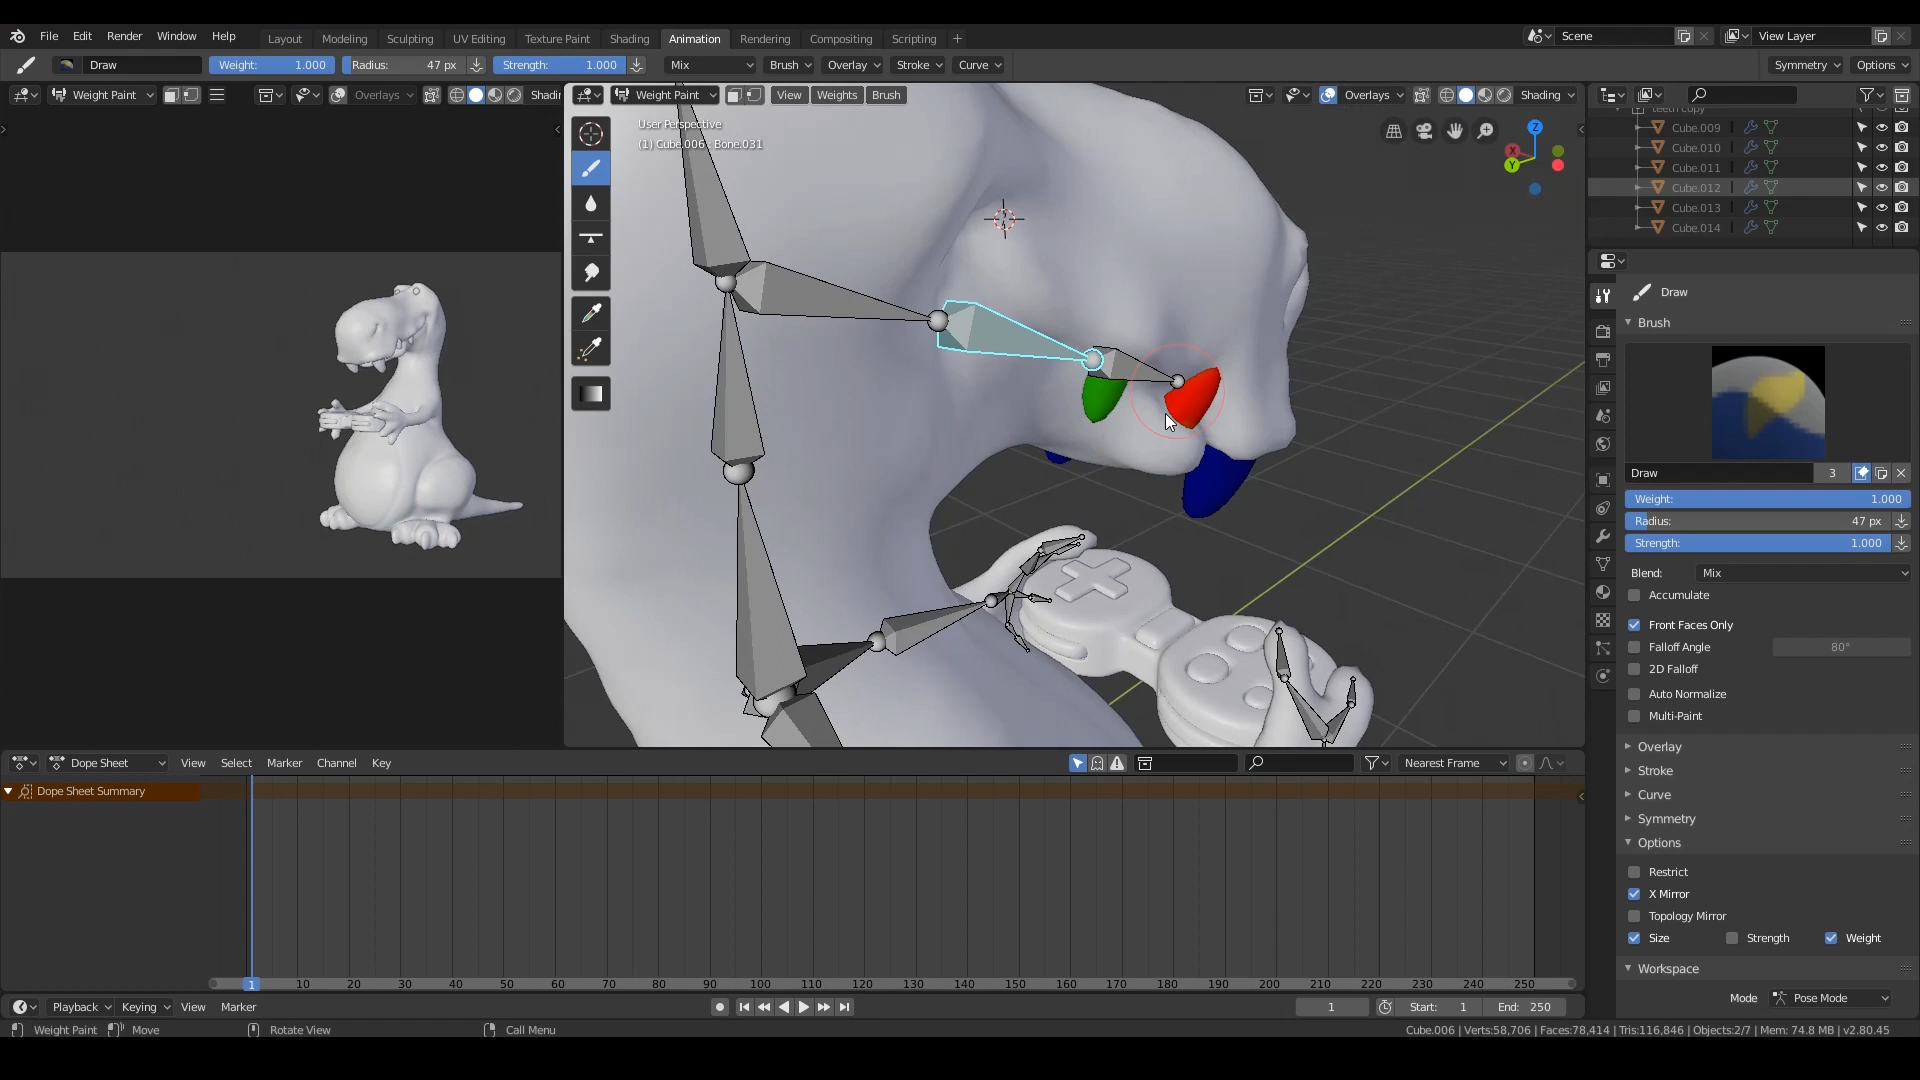 File Edit Render Window Help Layout Modeling Sculpting UV Editing Texture Paint Shading Animation Rendering Compositing Scripting + Scene View Layer
Draw Weight: 1.000 Radius: 47 px Strength: 1.000 Mix Brush Overlay Stroke Curve Symmetry Options
Weight Paint Overlays Shadin Weight Paint View Weights Brush Overlays Shading
User Perspective
(1) Cube.006 : Bone.031
X
Y
Z
teeth copy
Cube.009
Cube.010
Cube.011
Cube.012
Cube.013
Cube.014
Draw
Brush
Draw 3
Weight: 1.000
Radius: 47 px
Strength: 1.000
Blend: Mix
Accumulate
Front Faces Only
Falloff Angle 80°
2D Falloff
Auto Normalize
Multi-Paint
Overlay
Stroke
Curve
Symmetry
Options
Restrict
X Mirror
Topology Mirror
Size Strength Weight
Workspace
Mode Pose Mode
Dope Sheet View Select Marker Channel Key Nearest Frame
Dope Sheet Summary
1 10 20 30 40 50 60 70 80 90 100 110 120 130 140 150 160 170 180 190 200 210 220 230 240 250
Playback Keying View Marker 1 Start: 1 End: 250
Weight Paint Move Rotate View Call Menu Cube.006 | Verts:58,706 | Faces:78,414 | Tris:116,846 | Objects:2/7 | Mem: 74.8 MB | v2.80.45